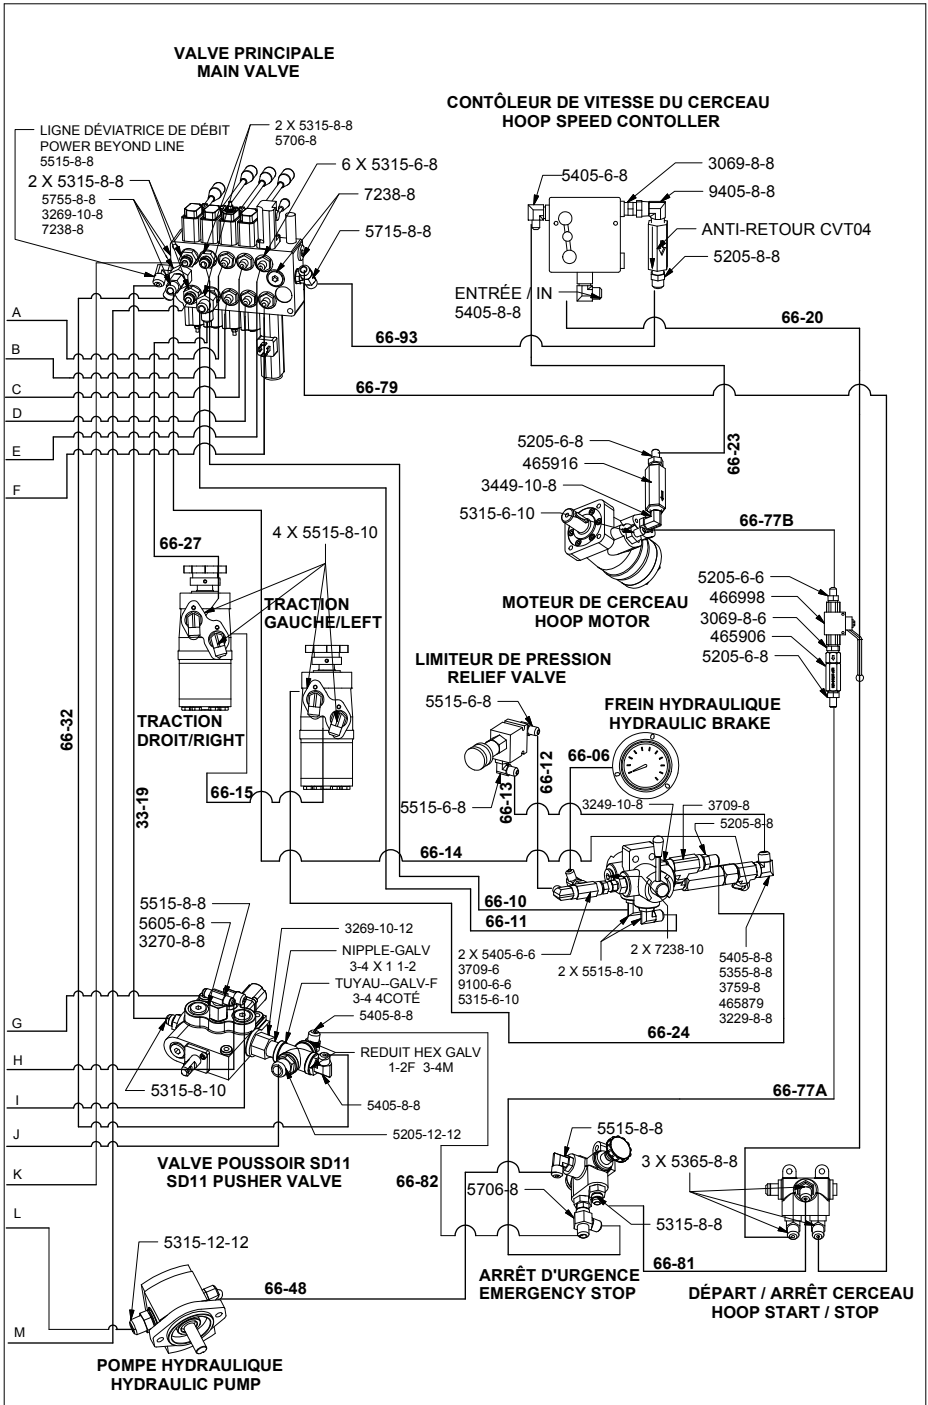 VALVE PRINCIPALE
MAIN VALVE
LIGNE DÉVIATRICE DE DÉBIT
POWER BEYOND LINE
5515-8-8
2 X 5315-8-8
5755-8-8
3269-10-8
7238-8
2 X 5315-8-8
5706-8
6 X 5315-6-8
7238-8
5715-8-8
CONTÔLEUR DE VITESSE DU CERCEAU
HOOP SPEED CONTOLLER
5405-6-8
3069-8-8
9405-8-8
ANTI-RETOUR CVT04
5205-8-8
ENTRÉE / IN
5405-8-8
66-20
66-93
66-79
A
B
C
D
E
F
66-23
5205-6-8
465916
3449-10-8
5315-6-10
66-77B
MOTEUR DE CERCEAU
HOOP MOTOR
5205-6-6
466998
3069-8-6
465906
5205-6-8
66-27
4 X 5515-8-10
TRACTION
GAUCHE/LEFT
TRACTION
DROIT/RIGHT
66-32
33-19
66-15
LIMITEUR DE PRESSION
RELIEF VALVE
5515-6-8
5515-6-8
66-13
66-12
66-06
FREIN HYDRAULIQUE
HYDRAULIC BRAKE
3249-10-8
3709-8
5205-8-8
66-14
66-10
66-11
2 X 5405-6-6
3709-6
9100-6-6
5315-6-10
2 X 5515-8-10
2 X 7238-10
5405-8-8
5355-8-8
3759-8
465879
3229-8-8
66-24
5515-8-8
5605-6-8
3270-8-8
3269-10-12
NIPPLE-GALV
3-4 X 1 1-2
TUYAU--GALV-F
3-4 4COTÉ
5405-8-8
REDUIT HEX GALV
1-2F 3-4M
5405-8-8
5205-12-12
5315-8-10
G
H
I
J
K
L
M
VALVE POUSSOIR SD11
SD11 PUSHER VALVE
66-82
66-77A
5515-8-8
5706-8
5315-8-8
3 X 5365-8-8
66-81
ARRÊT D'URGENCE
EMERGENCY STOP
DÉPART / ARRÊT CERCEAU
HOOP START / STOP
5315-12-12
66-48
POMPE HYDRAULIQUE
HYDRAULIC PUMP